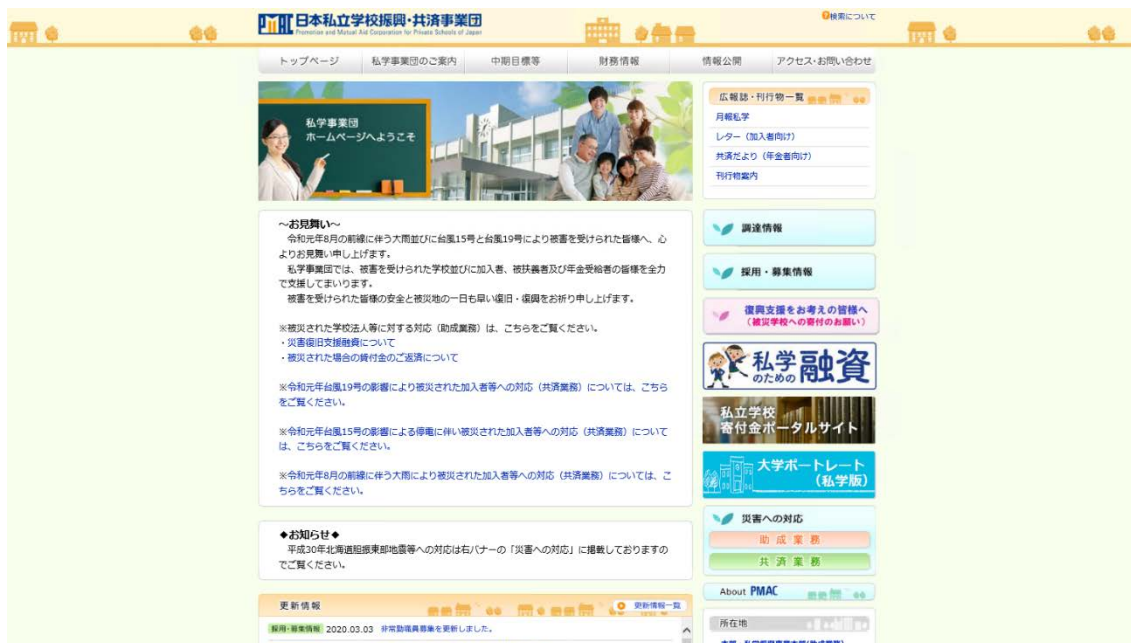 PMAC 日本私立学校振興・共済事業団
Promotion and Mutual Aid Corporation for Private Schools of Japan
?検索について
トップページ
私学事業団のご案内
中期目標等
財務情報
情報公開
アクセス・お問い合わせ
私学事業団
ホームページへようこそ
～お見舞い～
令和元年8月の前線に伴う大雨並びに台風15号と台風19号により被害を受けられた皆様へ、心
よりお見舞い申し上げます。
私学事業団では、被害を受けられた学校並びに加入者、被扶養者及び年金受給者の皆様を全力
で支援してまいります。
被害を受けられた皆様の安全と被災地の一日も早い復旧・復興をお祈り申し上げます。
※被災された学校法人等に対する対応（助成業務）は、こちらをご覧ください。
・災害復旧支援融資について
・被災された場合の貸付金のご返済について
※令和元年台風19号の影響により被災された加入者等への対応（共済業務）については、こちら
をご覧ください。
※令和元年台風15号の影響による停電に伴い被災された加入者等への対応（共済業務）について
は、こちらをご覧ください。
※令和元年8月の前線に伴う大雨により被災された加入者等への対応（共済業務）については、こ
ちらをご覧ください。
◆お知らせ◆
平成30年北海道胆振東部地震等への対応は右バナーの「災害への対応」に掲載しておりますの
でご覧ください。
更新情報
更新情報一覧
採用・募集情報 2020.03.03 非常勤職員募集を更新しました。
広報誌・刊行物一覧
月報私学
レター（加入者向け）
共済だより（年金者向け）
刊行物案内
調達情報
採用・募集情報
復興支援をお考えの皆様へ
（被災学校への寄付のお願い）
私学のための融資
私立学校
寄付金ポータルサイト
大学ポートレート
（私学版）
災害への対応
助成業務
共済業務
About PMAC
所在地